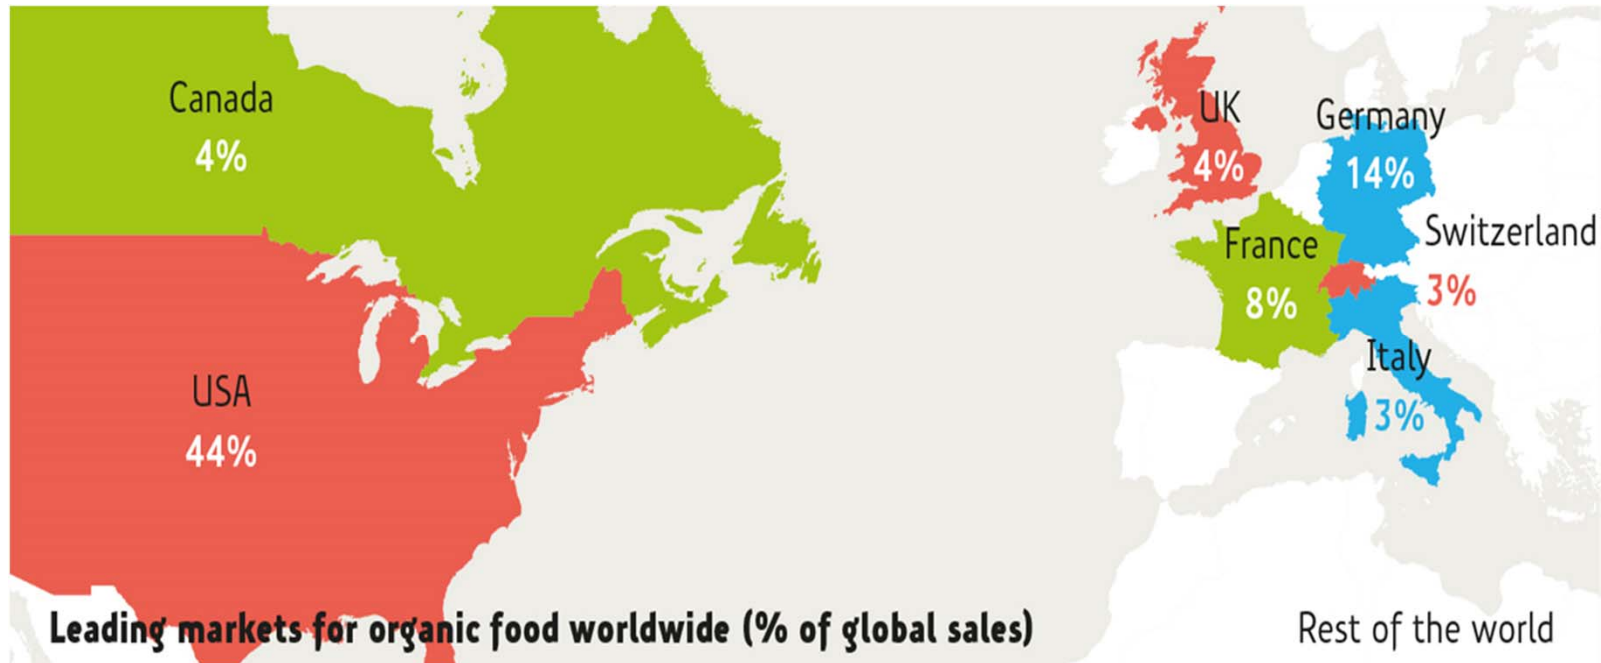 Canada
4%
USA
44%
UK
4%
Germany
14%
France
8%
Switzerland
3%
Italy
3%
Leading markets for organic food worldwide (% of global sales)
Rest of the world